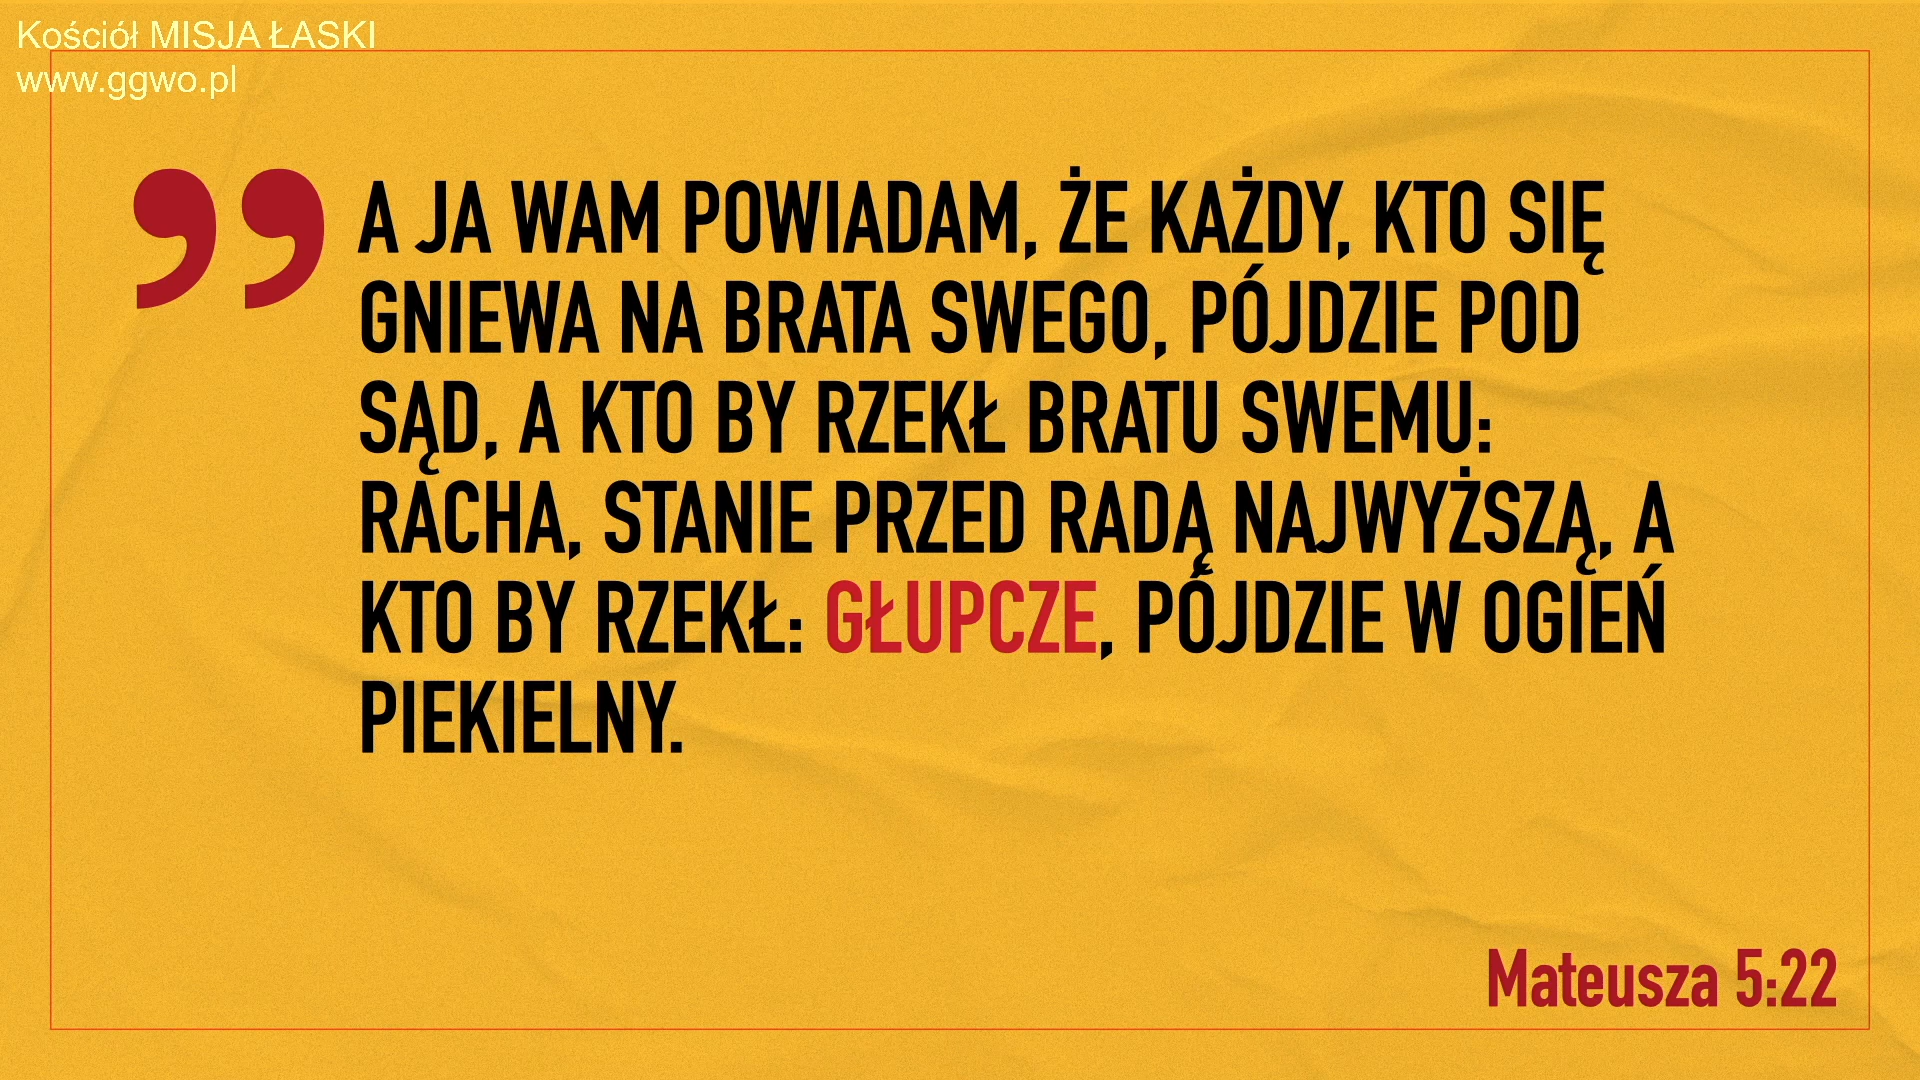 Kościół MISJA ŁASKI
www.ggwo.pl
A JA WAM POWIADAM, ŻE KAŻDY, KTO SIĘ
GNIEWA NA BRATA SWEGO, PÓJDZIE POD
SĄD, A KTO BY RZEKŁ BRATU SWEMU:
RACHA, STANIE PRZED RADĄ NAJWYŻSZĄ, A
KTO BY RZEKŁ: GŁUPCZE, PÓJDZIE W OGIEŃ
PIEKIELNY.
Mateusza 5:22